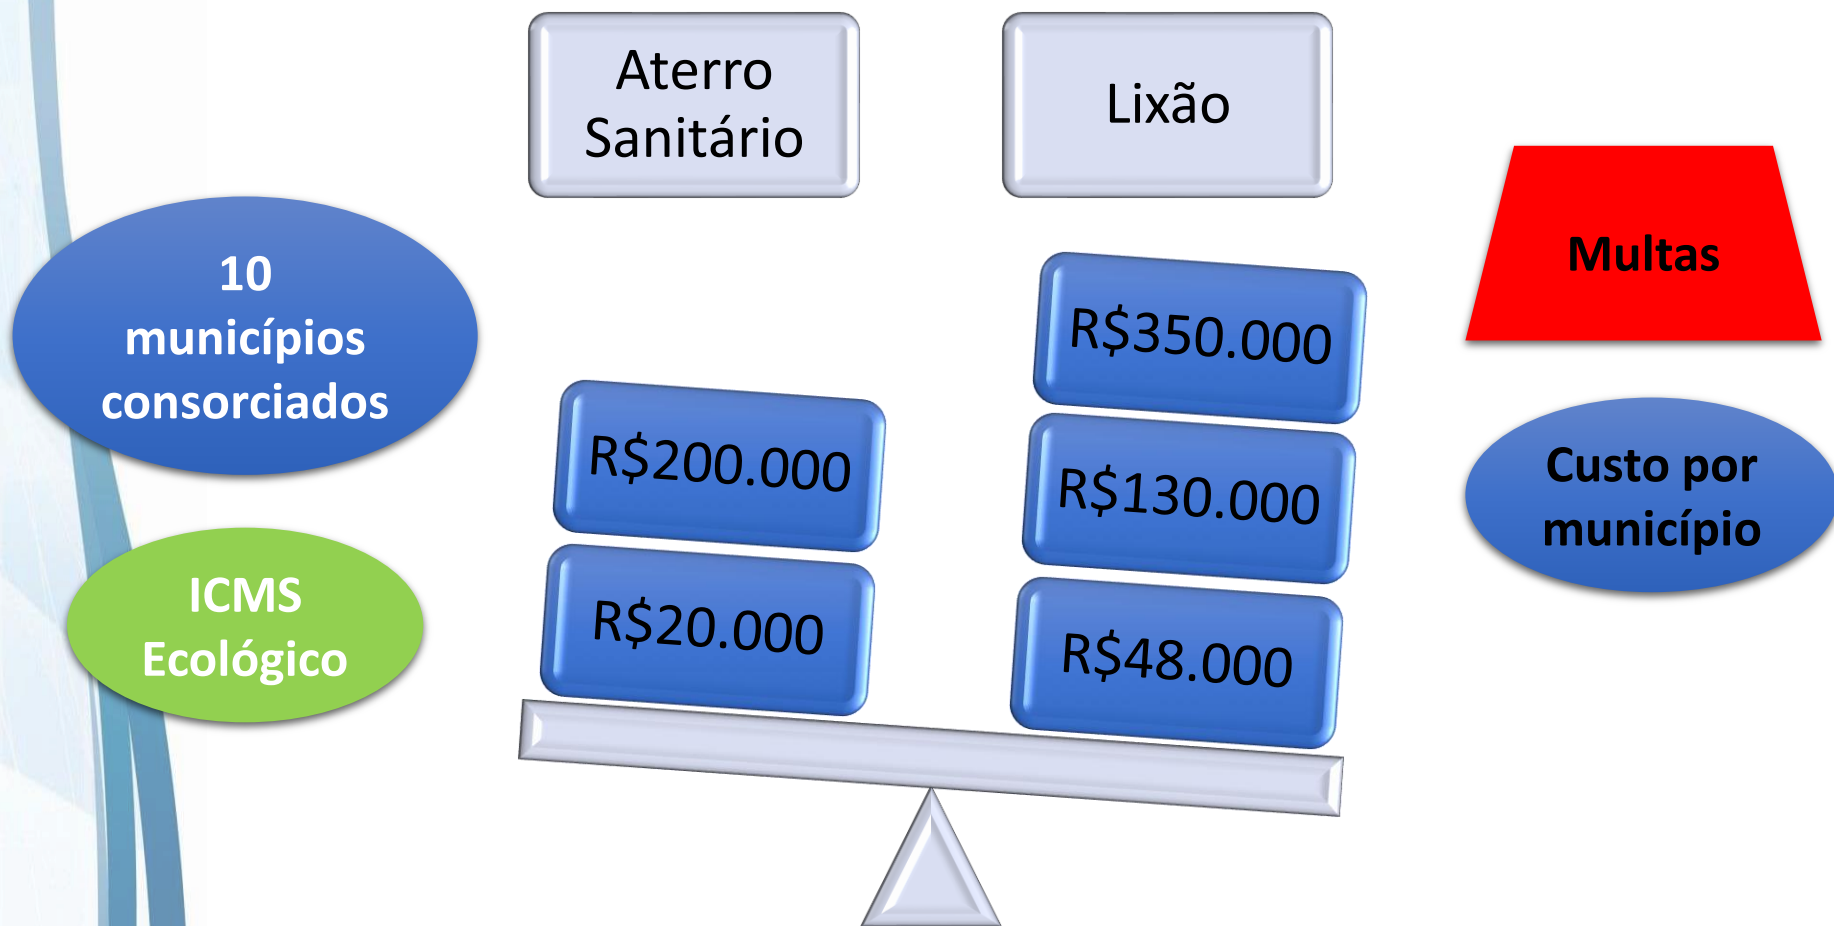 Aterro
Sanitário
Lixão
10
municípios
consorciados
ICMS
Ecológico
R$200.000
R$20.000
R$350.000
R$130.000
R$48.000
Multas
Custo por
município